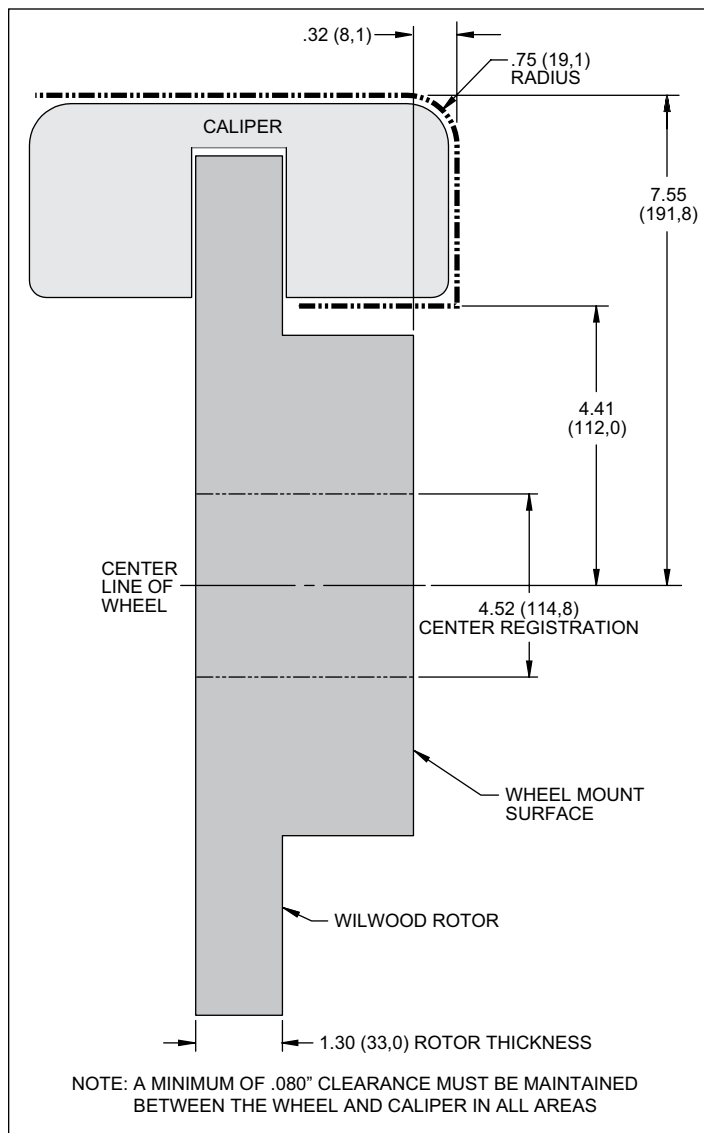 .32 (8,1)
.75 (19,1)
RADIUS
CALIPER
7.55
(191,8)
4.41
(112,0)
CENTER
LINE OF
WHEEL
4.52 (114,8)
CENTER REGISTRATION
WHEEL MOUNT
SURFACE
WILWOOD ROTOR
1.30 (33,0) ROTOR THICKNESS
NOTE: A MINIMUM OF .080" CLEARANCE MUST BE MAINTAINED
BETWEEN THE WHEEL AND CALIPER IN ALL AREAS